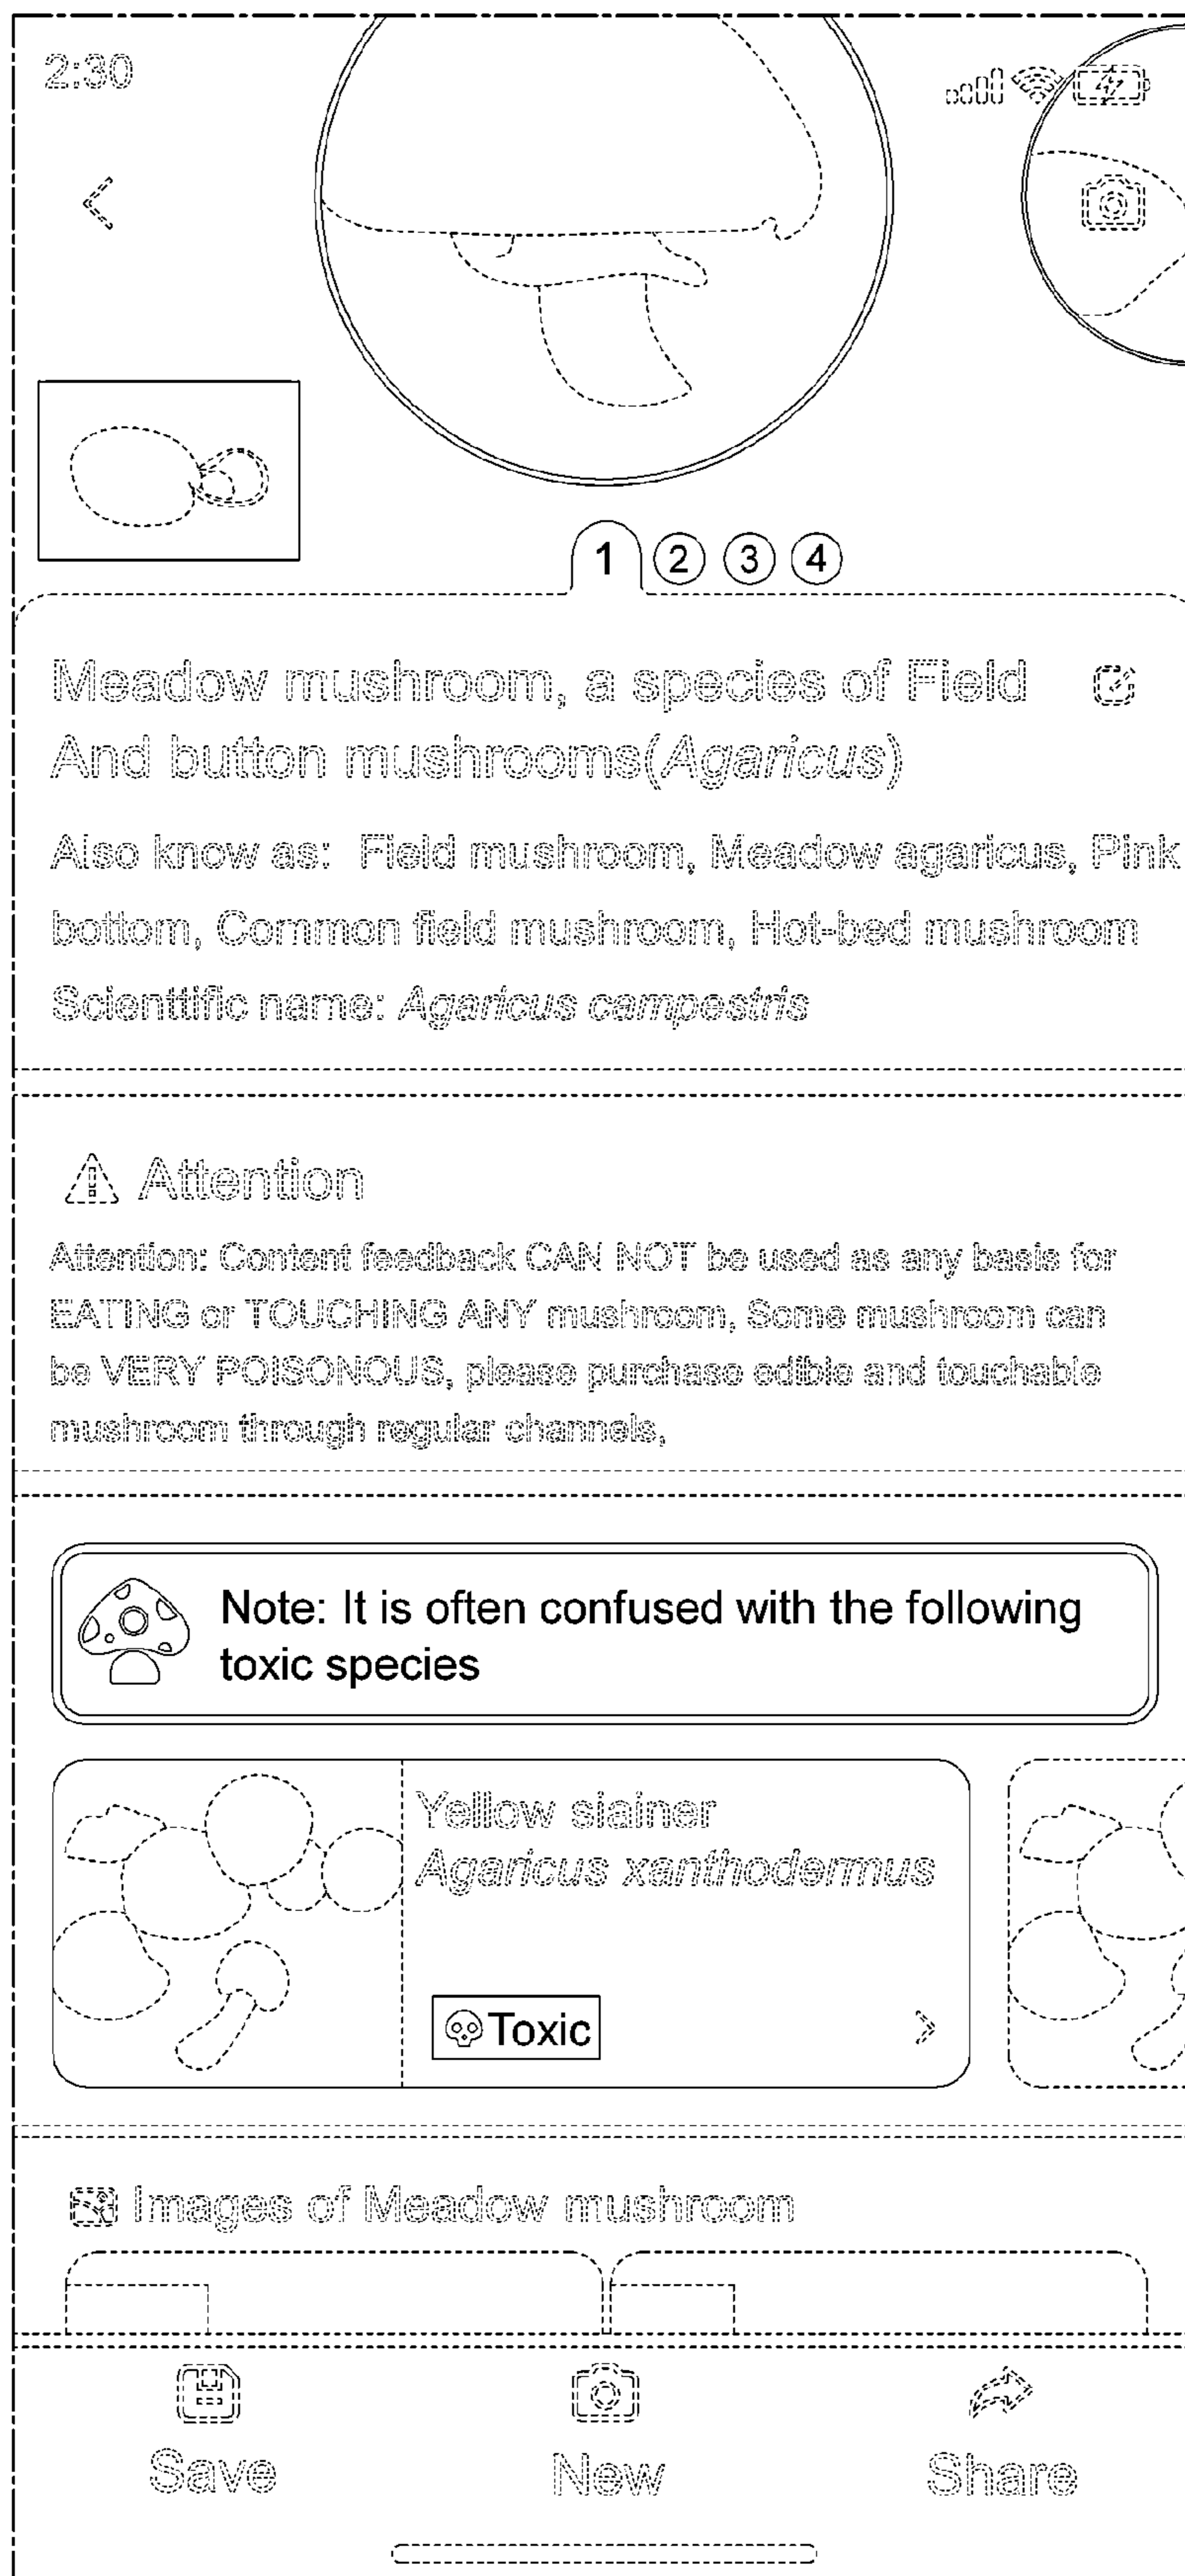 2:30
1 2 3 4
Meadow mushroom, a species of Field
And button mushrooms(Agaricus)
Also know as: Field mushroom, Meadow agaricus, Pink
bottom, Common field mushroom, Hot-bed mushroom
Scienttific name: Agaricus campestris
Attention
Attention: Content feedback CAN NOT be used as any basis for
EATING or TOUCHING ANY mushroom, Some mushroom can
be VERY POISONOUS, please purchase edible and touchable
mushroom through regular channels,
Note: It is often confused with the following
toxic species
Yellow siainer
Agaricus xanthodermus
Toxic
Images of Meadow mushroom
Save New Share